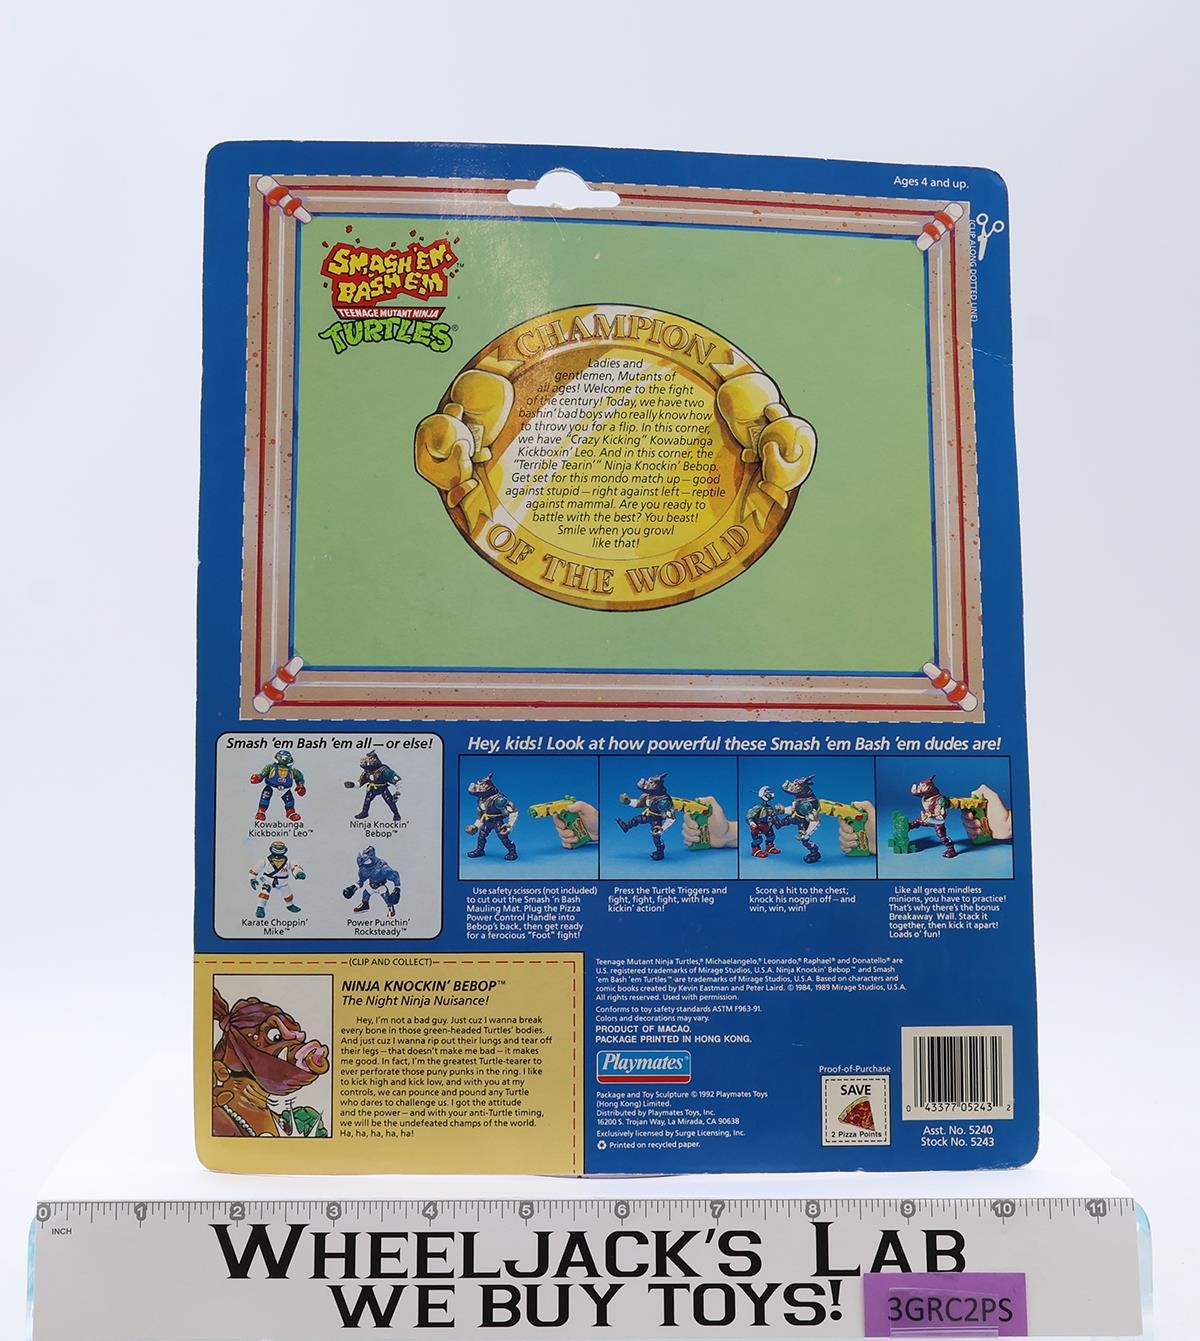 Ages 4 and up.
(CLIP ALONG DOTTED LINE)
SMASH 'EM
BASH 'EM
TEENAGE MUTANT NINJA
TURTLES®
CHAMPION
Ladies and
gentlemen, Mutants of
all ages! Welcome to the fight
of the century! Today, we have two
bashin' bad boys who really know how
to throw you for a flip. In this corner,
we have "Crazy Kicking" Kowabunga
Kickboxin' Leo. And in this corner, the
"Terrible Tearin'" Ninja Knockin' Bebop.
Get set for this mondo match up — good
against stupid — right against left — reptile
against mammal. Are you ready to
battle with the best? You beast!
Smile when you growl
like that!
OF THE WORLD
Smash 'em Bash 'em all — or else!
Kowabunga
Kickboxin' Leo™
Ninja Knockin'
Bebop™
Karate Choppin'
Mike™
Power Punchin'
Rocksteady™
Hey, kids! Look at how powerful these Smash 'em Bash 'em dudes are!
Use safety scissors (not included)
to cut out the Smash 'n Bash
Mauling Mat. Plug the Pizza
Power Control Handle into
Bebop's back, then get ready
for a ferocious "Foot" fight!
Press the Turtle Triggers and
fight, fight, fight, with leg
kickin' action!
Score a hit to the chest;
knock his noggin off — and
win, win, win!
Like all great mindless
minions, you have to practice!
That's why there's the bonus
Breakaway Wall. Stack it
together, then kick it apart!
Loads o' fun!
(CLIP AND COLLECT)
NINJA KNOCKIN' BEBOP™
The Night Ninja Nuisance!
Hey, I'm not a bad guy. Just cuz I wanna break
every bone in those green-headed Turtles' bodies.
And just cuz I wanna rip out their lungs and tear off
their legs — that doesn't make me bad — it makes
me good. In fact, I'm the greatest Turtle-tearer to
ever perforate those puny punks in the ring. I like
to kick high and kick low, and with you at my
controls, we can pounce and pound any Turtle
who dares to challenge us. I got the attitude
and the power — and with your anti-Turtle timing,
we will be the undefeated champs of the world.
Ha, ha, ha, ha, ha!
Teenage Mutant Ninja Turtles,® Michaelangelo,® Leonardo,® Raphael® and Donatello® are
U.S. registered trademarks of Mirage Studios, U.S.A. Ninja Knockin' Bebop™ and Smash
'em Bash 'em Turtles™ are trademarks of Mirage Studios, U.S.A. Based on characters and
comic books created by Kevin Eastman and Peter Laird. © 1984, 1989 Mirage Studios, U.S.A.
All rights reserved. Used with permission.
Conforms to toy safety standards ASTM F963-91.
Colors and decorations may vary.
PRODUCT OF MACAO.
PACKAGE PRINTED IN HONG KONG.
Playmates®
Package and Toy Sculpture © 1992 Playmates Toys
(Hong Kong) Limited.
Distributed by Playmates Toys, Inc.
16200 S. Trojan Way, La Mirada, CA 90638
Exclusively licensed by Surge Licensing, Inc.
Printed on recycled paper.
Proof-of-Purchase
SAVE
2 Pizza Points
0 43377 05243 2
Asst. No. 5240
Stock No. 5243
0 1 2 3 4 5 6 7 8 9 10 11
INCH
WHEELJACK'S LAB
WE BUY TOYS!
3GRC2PS